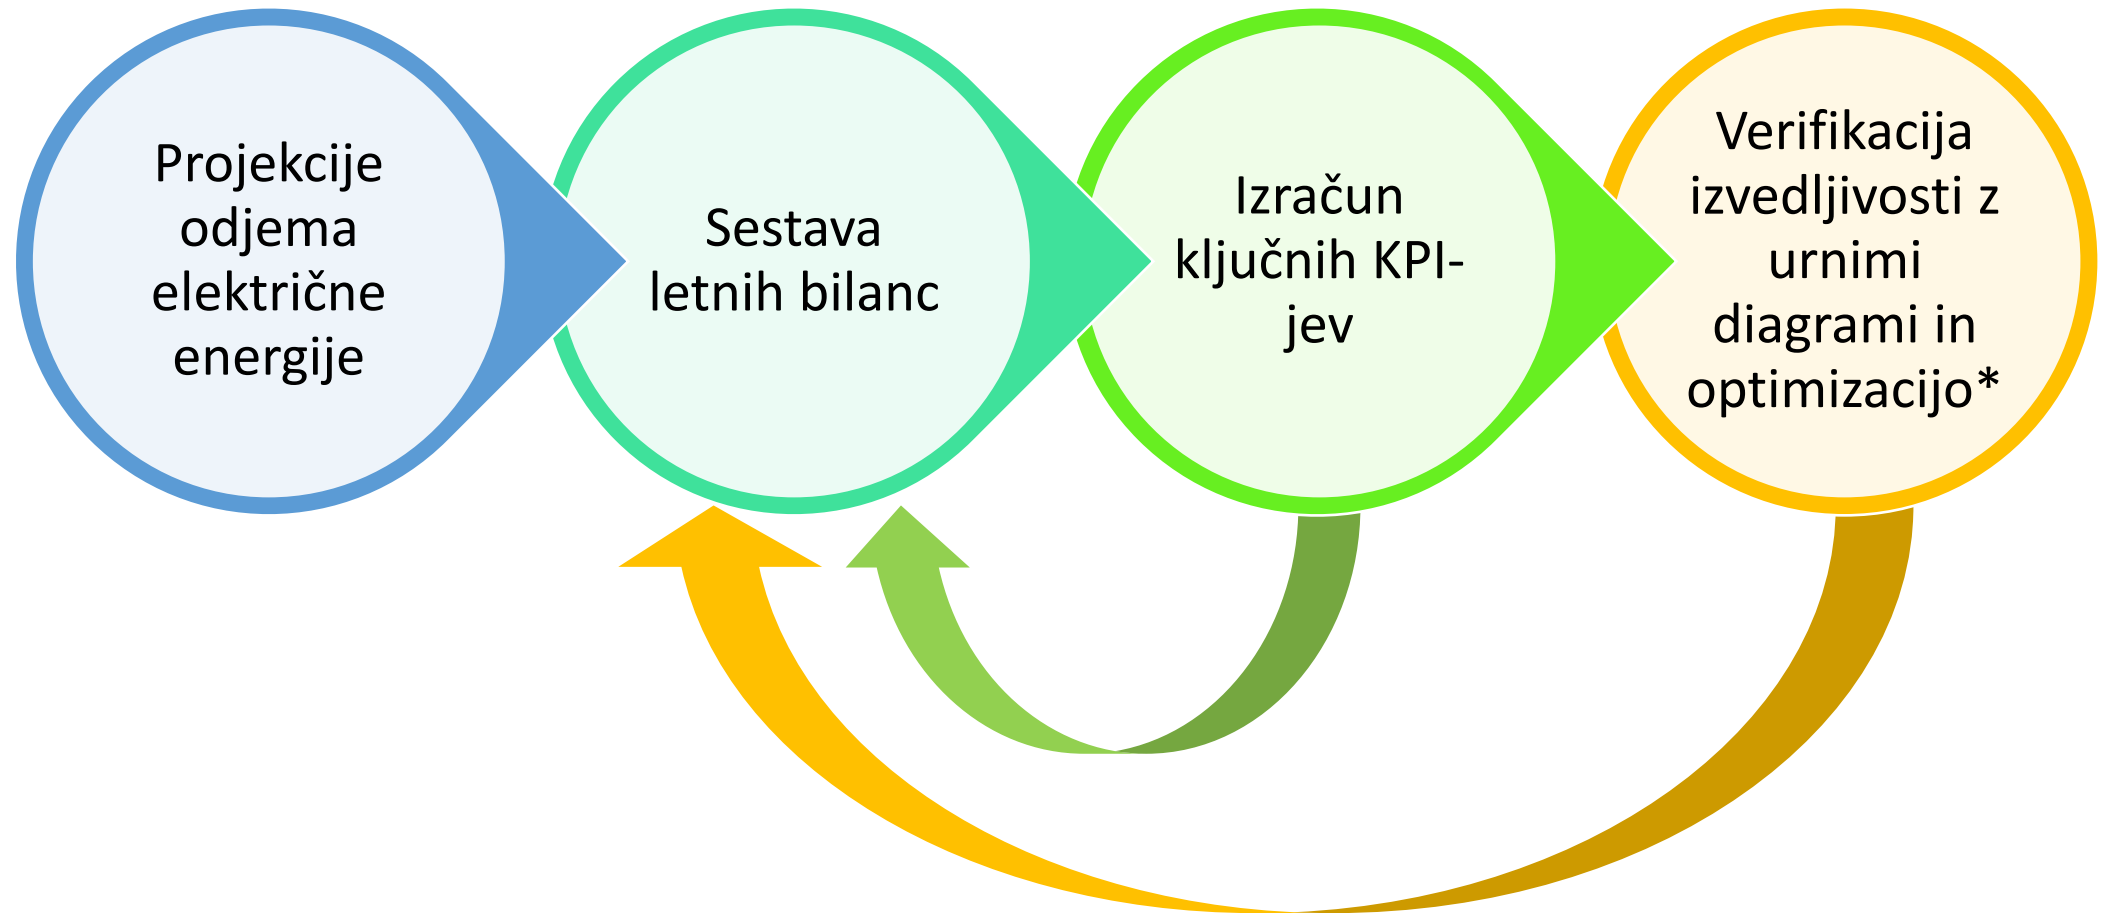 Projekcije
odjema
električne
energije
Sestava
letnih bilanc
Izračun
ključnih KPI-
jev
Verifikacija
izvedljivosti z
urnimi
diagrami in
optimizacijo*